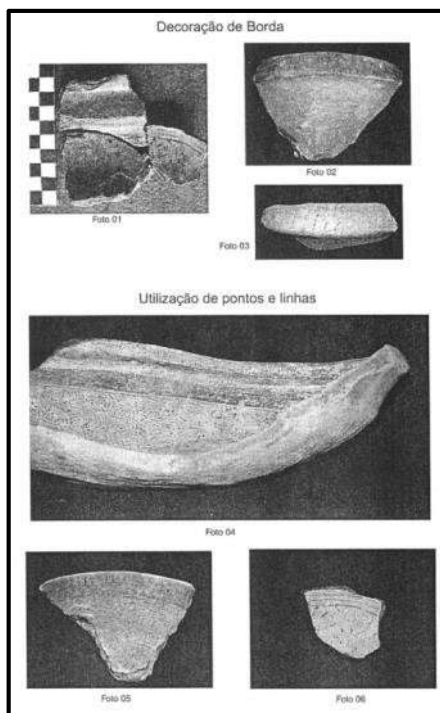 Decoração de Borda
Foto 01
Foto 02
Foto 03
Utilização de pontos e linhas
Foto 04
Foto 05
Foto 06